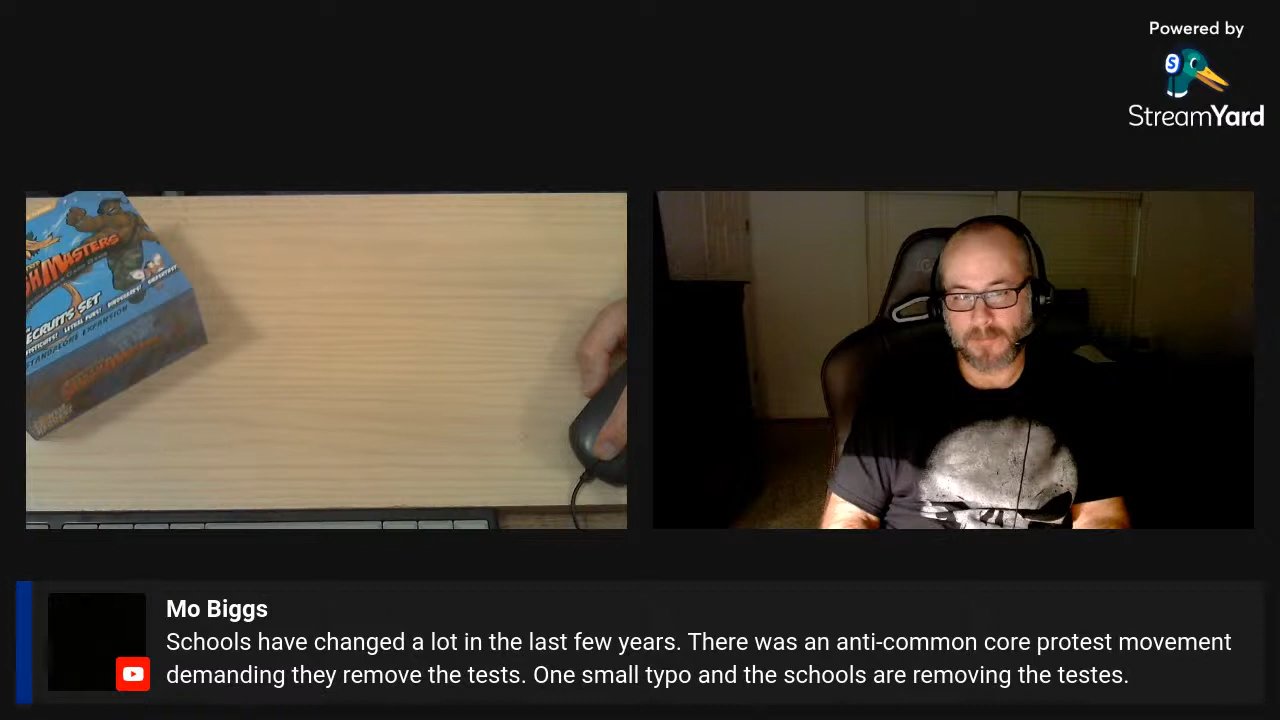 Powered by
S
StreamYard
RECRUITS SET
STANDALONE EXPANSION
Mo Biggs
Schools have changed a lot in the last few years. There was an anti-common core protest movement
demanding they remove the tests. One small typo and the schools are removing the testes.